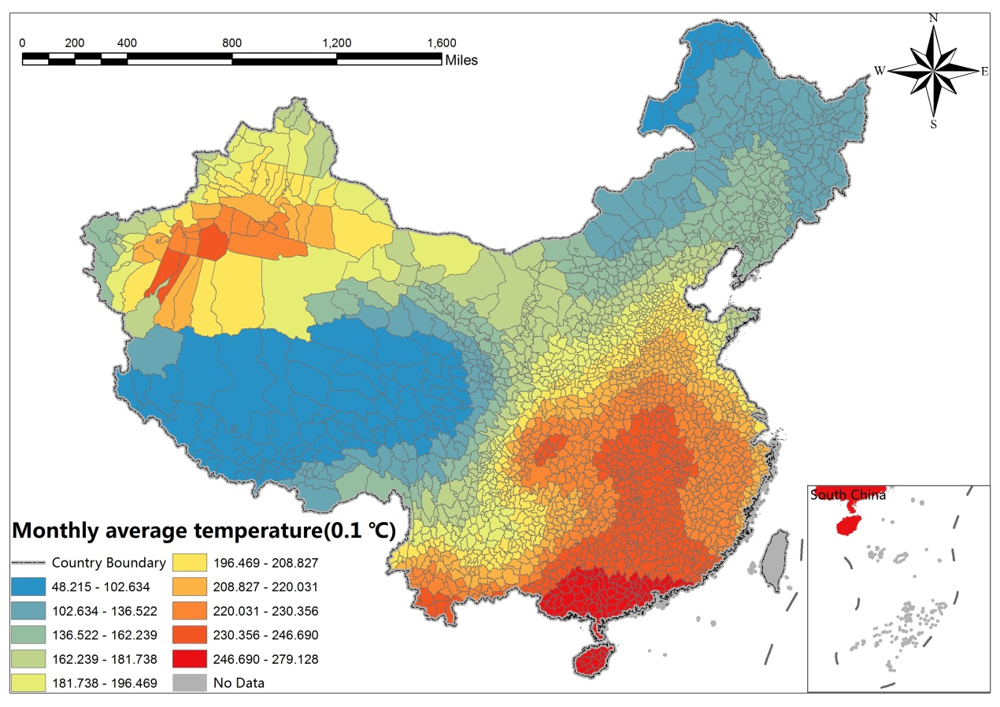 0 200 400 800 1,200 1,600
Miles
N
W E
S
South China
Monthly average temperature(0.1 ℃)
Country Boundary
48.215 - 102.634
102.634 - 136.522
136.522 - 162.239
162.239 - 181.738
181.738 - 196.469
196.469 - 208.827
208.827 - 220.031
220.031 - 230.356
230.356 - 246.690
246.690 - 279.128
No Data